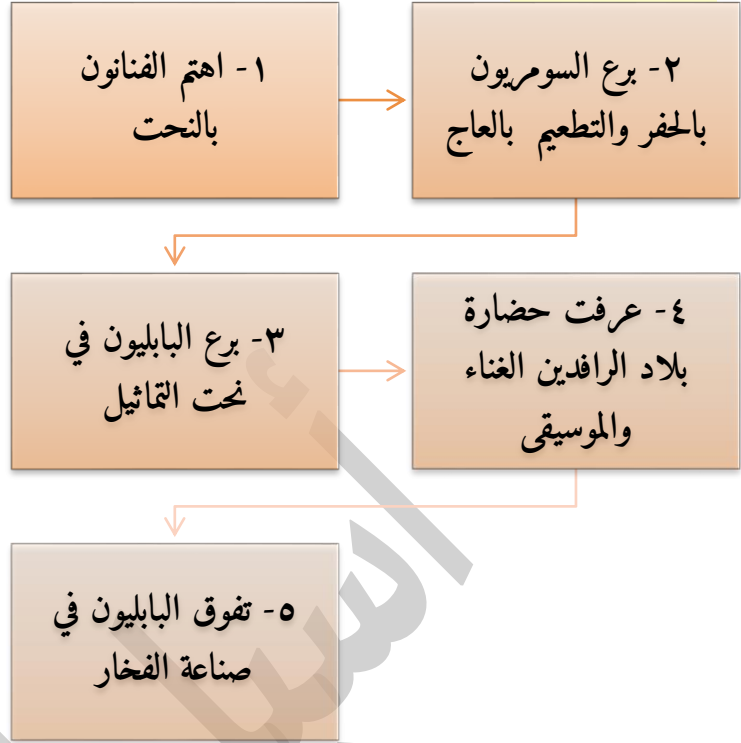 ١- اهتم الفنانون
بالنحت
٢- برع السومريون
بالحفر والتطعيم بالعاج
٣- برع البابليون في
نحت التماثيل
٤- عرفت حضارة
بلاد الرافدين الغناء
والموسيقى
٥- تفوق البابليون في
صناعة الفخار